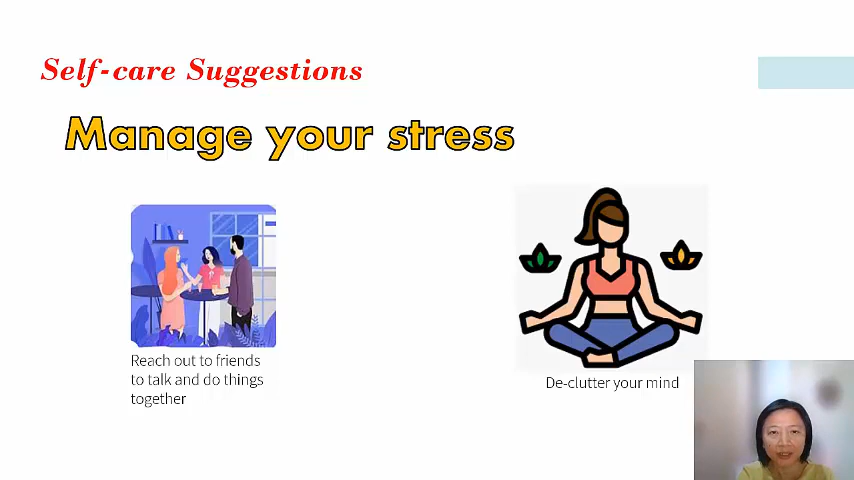 Self-care Suggestions
Manage your stress
Reach out to friends
to talk and do things
together
De-clutter your mind